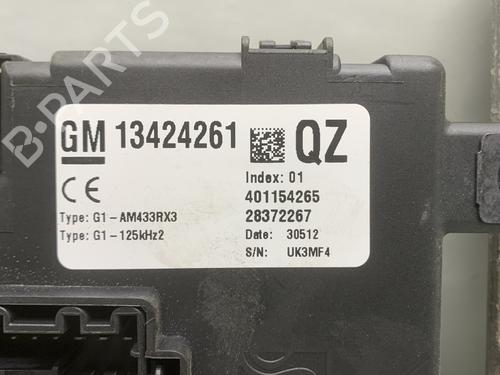 B-PARTS
GM 13424261 QZ
CE
Index: 01
401154265
Type: G1-AM433RX3 28372267
Type: G1-125kHz2 Date: 30512
S/N: UK3MF4